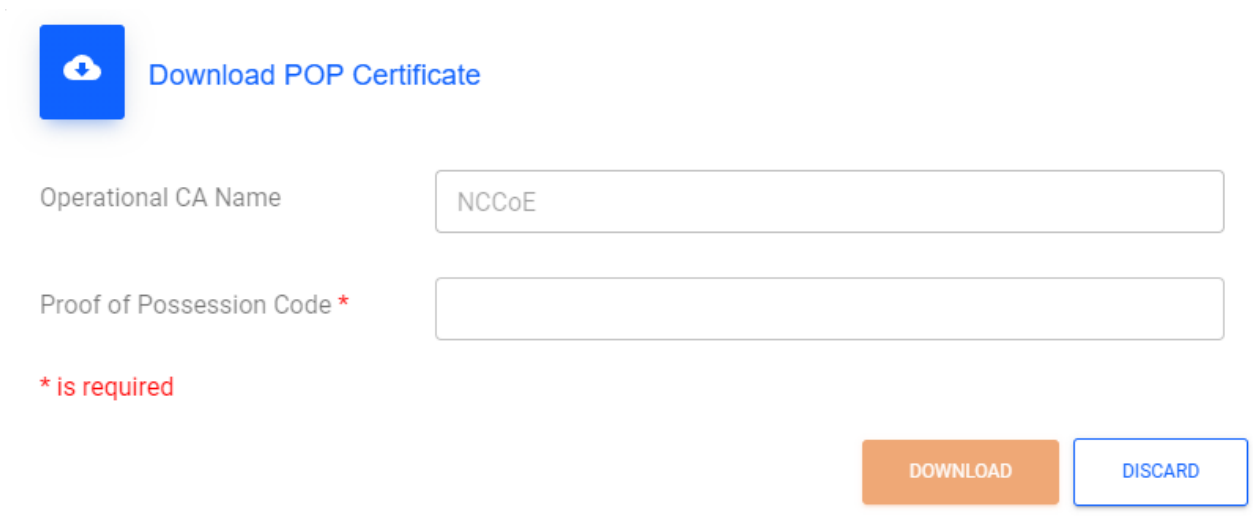 Download POP Certificate
Operational CA Name
NCCoE
Proof of Possession Code *
* is required
DOWNLOAD
DISCARD